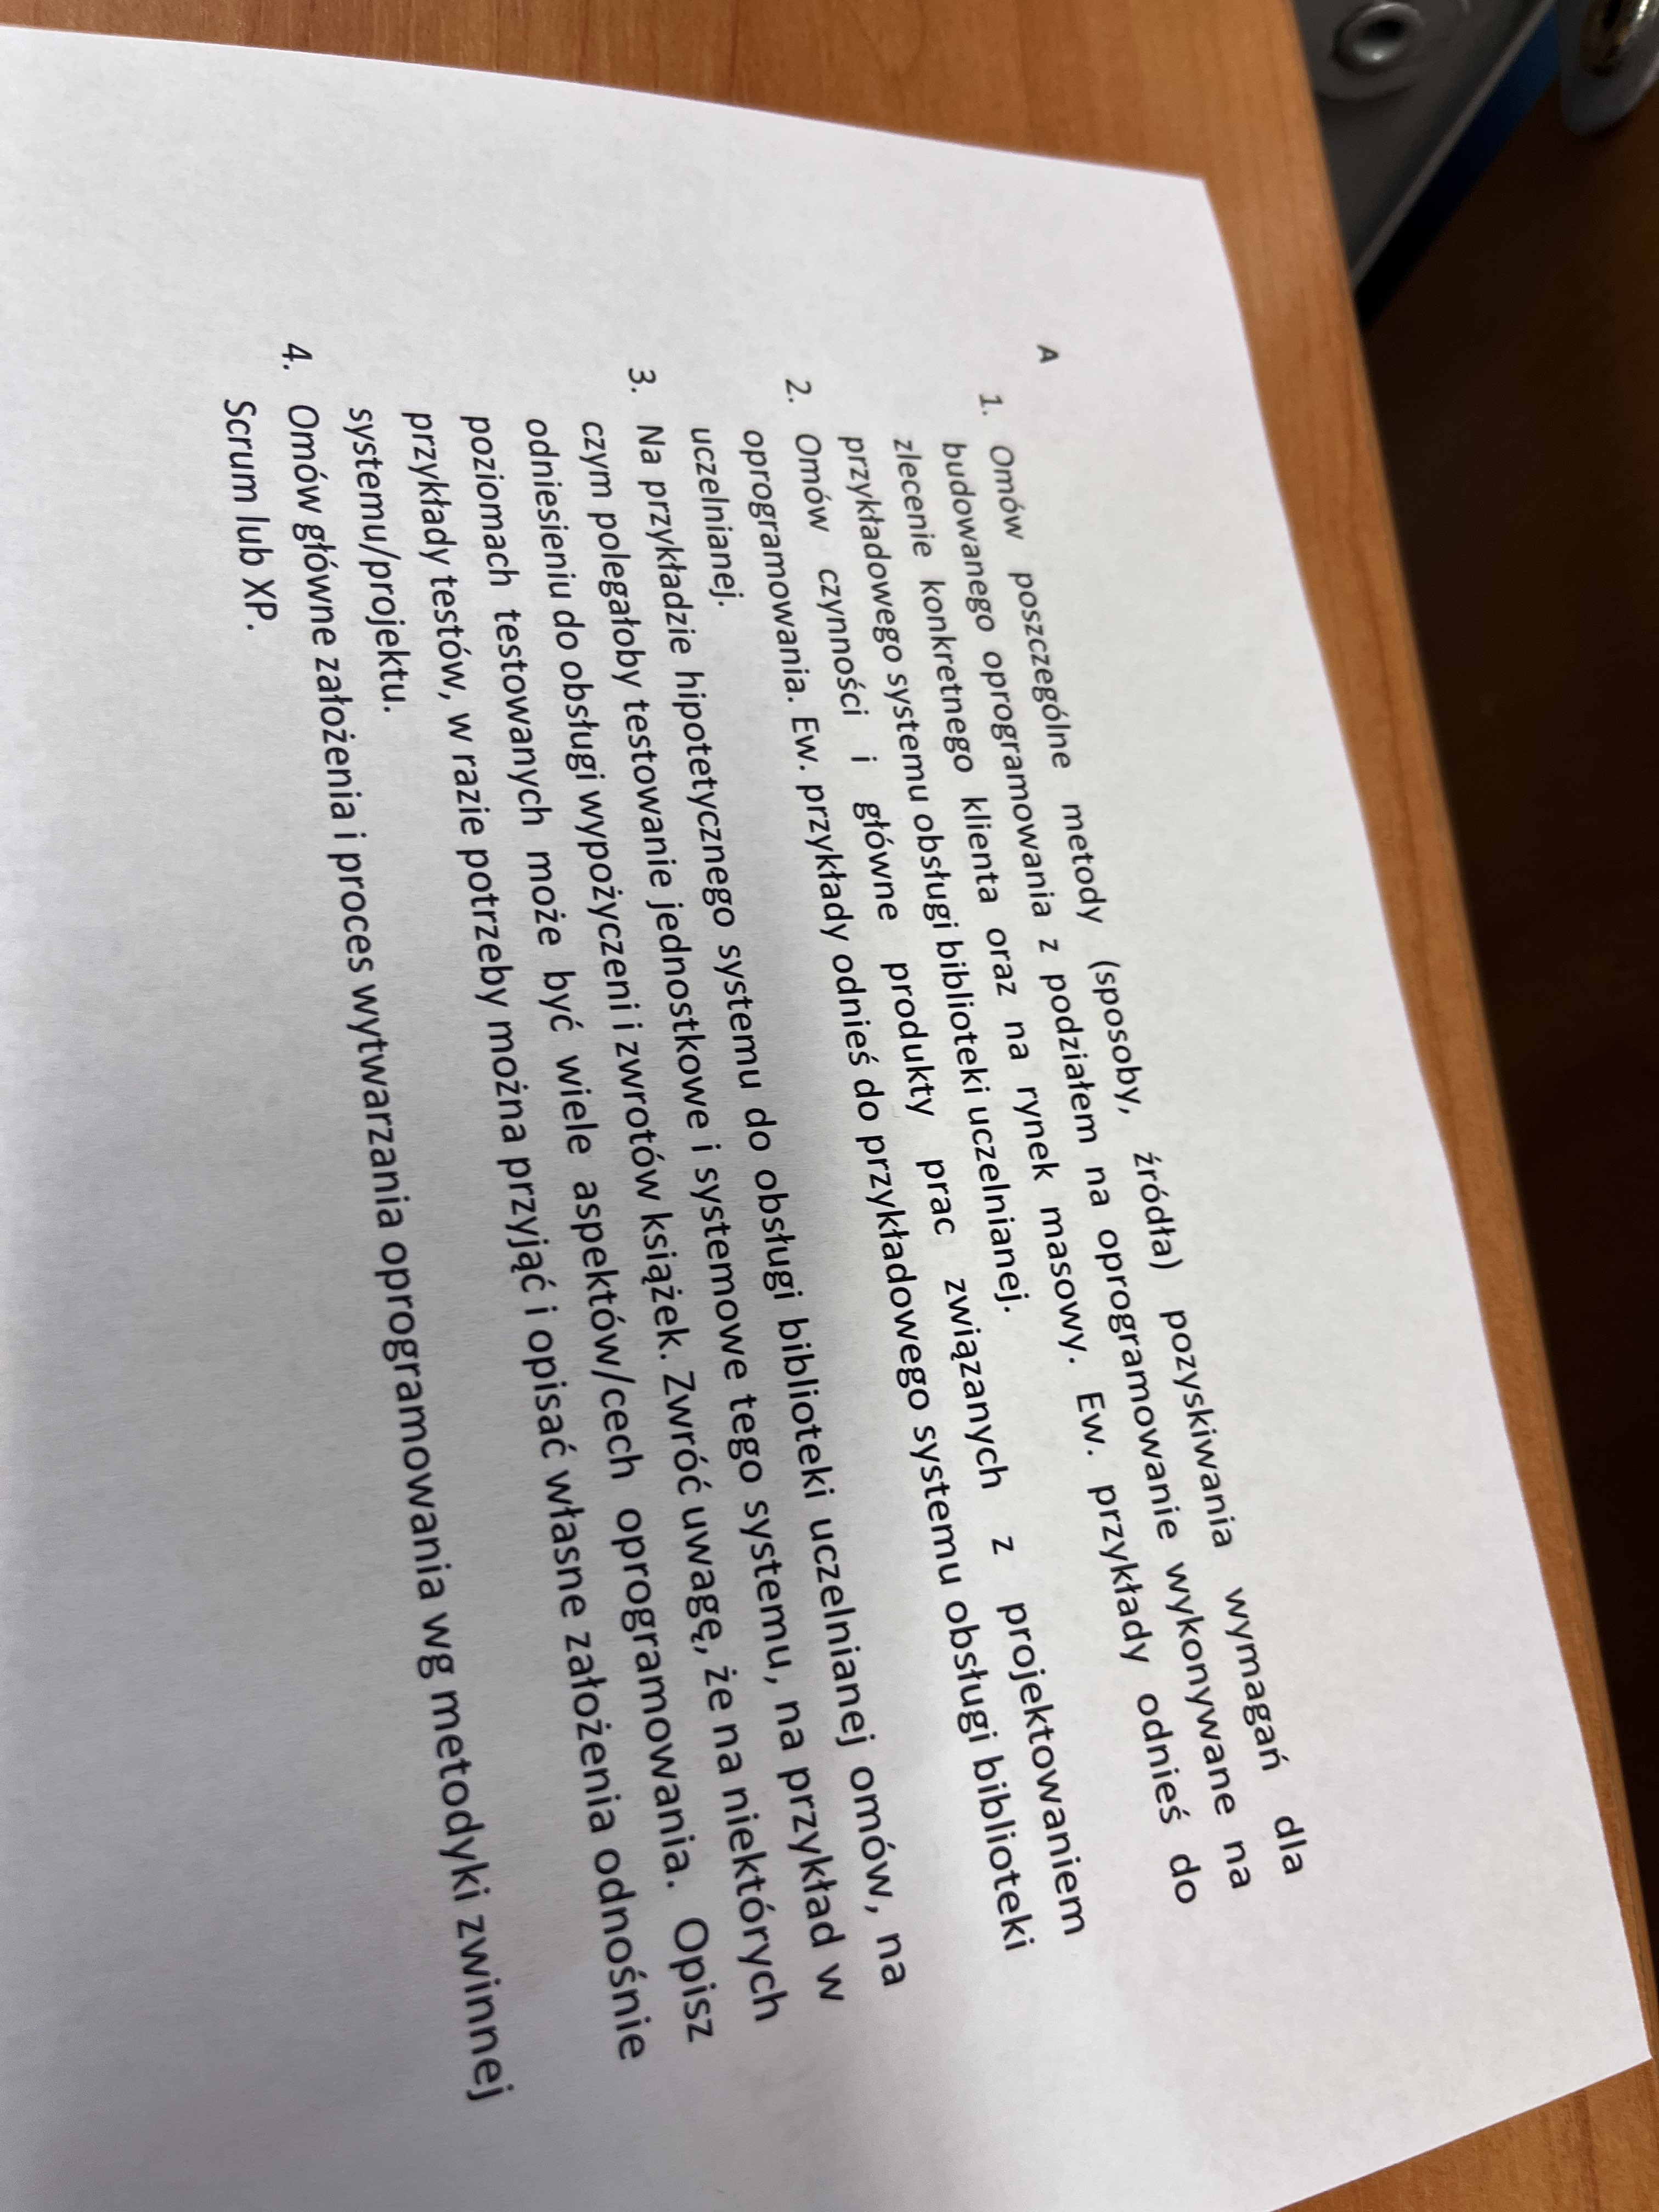 A
1. Omów poszczególne metody (sposoby, źródła) pozyskiwania wymagań dla
budowanego oprogramowania z podziałem na oprogramowanie wykonywane na
zlecenie konkretnego klienta oraz na rynek masowy. Ew. przykłady odnieś do
przykładowego systemu obsługi biblioteki uczelnianej.
2. Omów czynności i główne produkty prac związanych z projektowaniem
oprogramowania. Ew. przykłady odnieś do przykładowego systemu obsługi biblioteki
uczelnianej.
3. Na przykładzie hipotetycznego systemu do obsługi biblioteki uczelnianej omów, na
czym polegałoby testowanie jednostkowe i systemowe tego systemu, na przykład w
odniesieniu do obsługi wypożyczeni i zwrotów książek. Zwróć uwagę, że na niektórych
poziomach testowanych może być wiele aspektów/cech oprogramowania. Opisz
przykłady testów, w razie potrzeby można przyjąć i opisać własne założenia odnośnie
systemu/projektu.
4. Omów główne założenia i proces wytwarzania oprogramowania wg metodyki zwinnej
Scrum lub XP.